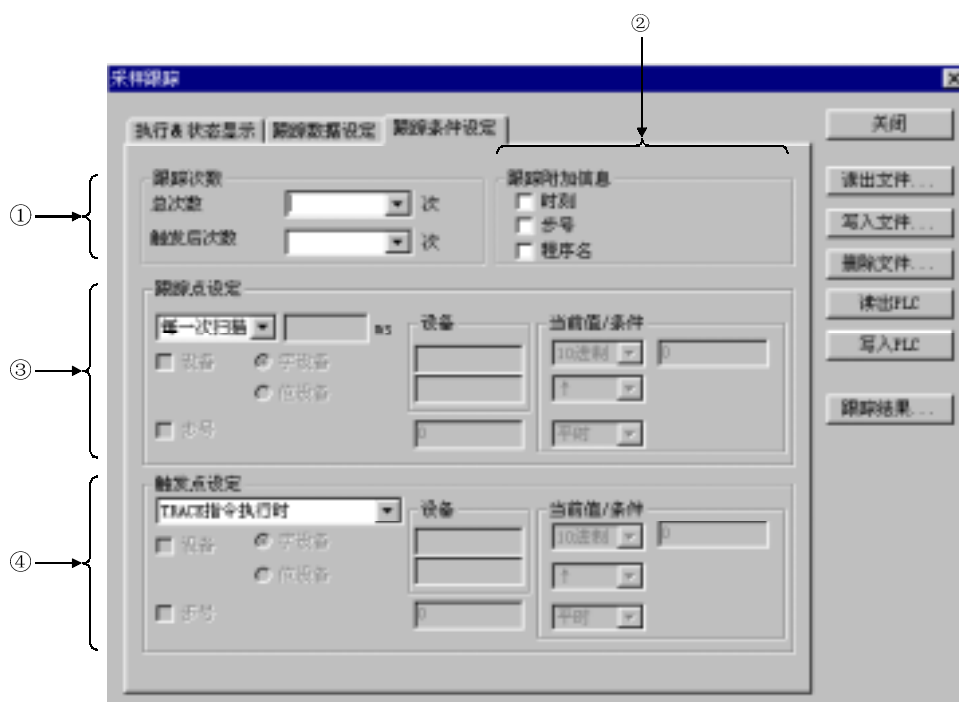 ②
采样跟踪
执行&状态显示 跟踪数据设定 跟踪条件设定
关闭
读出文件...
写入文件...
删除文件...
读出PLC
写入PLC
跟踪结果...
①
跟踪次数
总次数 次
触发后次数 次
跟踪附加信息
时刻
步号
程序名
③
跟踪点设定
每一次扫描 ms
设备 字设备
位设备
步号
设备
0
当前值/条件
10进制 0
↑
平时
④
触发点设定
TRACE指令执行时
设备 字设备
位设备
步号
设备
0
当前值/条件
10进制 0
↑
平时